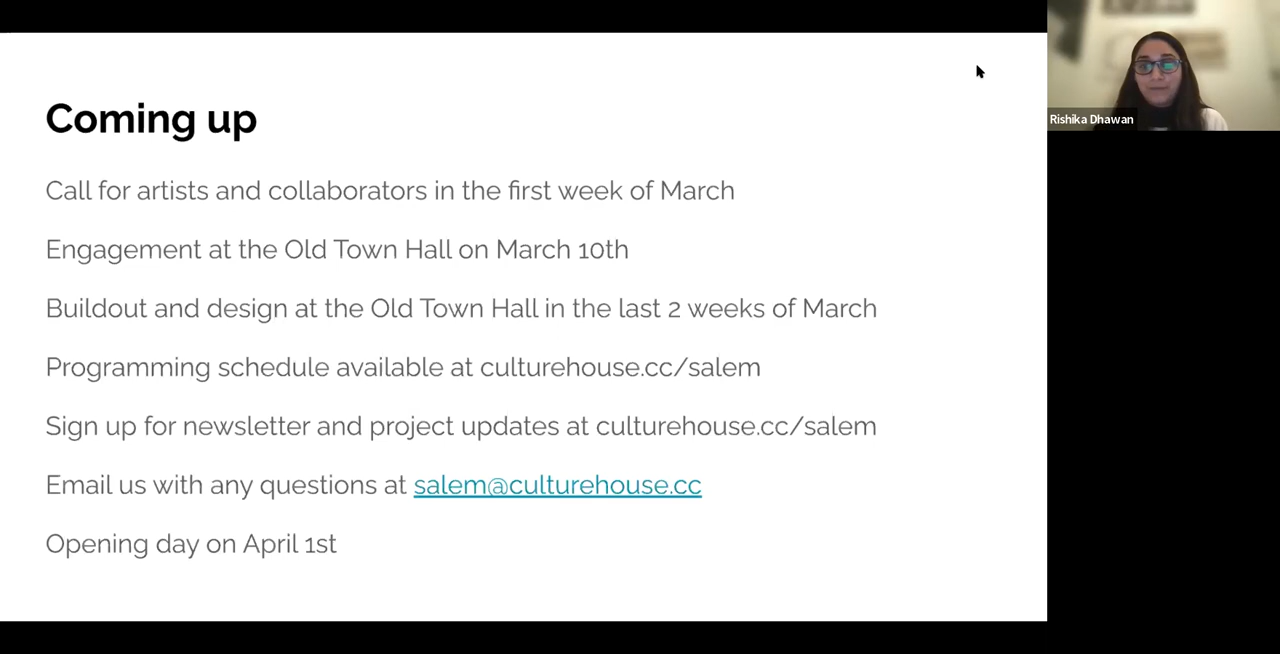 Coming up
Call for artists and collaborators in the first week of March
Engagement at the Old Town Hall on March 10th
Buildout and design at the Old Town Hall in the last 2 weeks of March
Programming schedule available at culturehouse.cc/salem
Sign up for newsletter and project updates at culturehouse.cc/salem
Email us with any questions at salem@culturehouse.cc
Opening day on April 1st
Rishika Dhawan